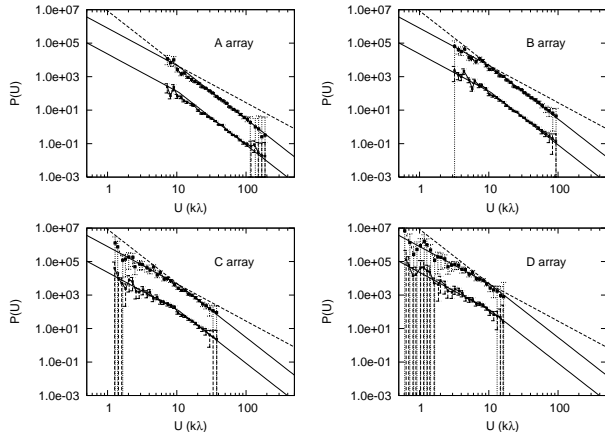 1.0e+07
1.0e+05
1.0e+03
1.0e+01
1.0e-01
1.0e-03
P(U)
A array
1 10 100
U (kλ)
1.0e+07
1.0e+05
1.0e+03
1.0e+01
1.0e-01
1.0e-03
P(U)
B array
1 10 100
U (kλ)
1.0e+07
1.0e+05
1.0e+03
1.0e+01
1.0e-01
1.0e-03
P(U)
C array
1 10 100
U (kλ)
1.0e+07
1.0e+05
1.0e+03
1.0e+01
1.0e-01
1.0e-03
P(U)
D array
1 10 100
U (kλ)